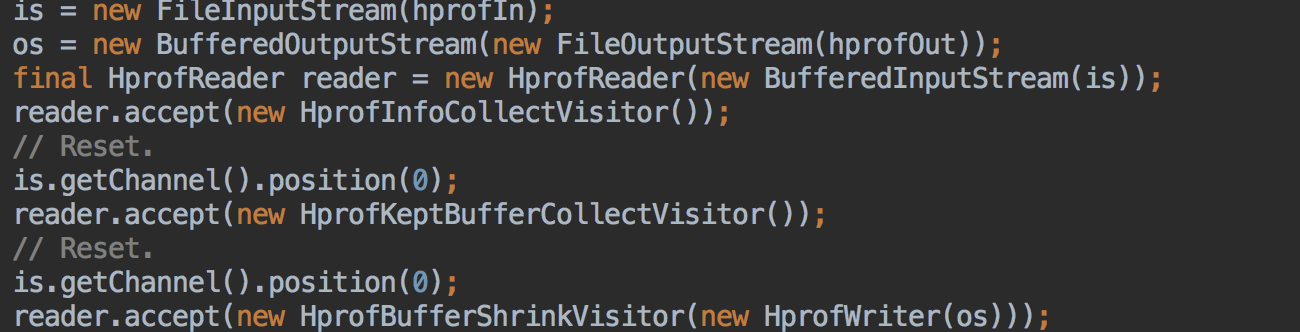 is = new FileInputStream(hprofIn);
os = new BufferedOutputStream(new FileOutputStream(hprofOut));
final HprofReader reader = new HprofReader(new BufferedInputStream(is));
reader.accept(new HprofInfoCollectVisitor());
// Reset.
is.getChannel().position(0);
reader.accept(new HprofKeptBufferCollectVisitor());
// Reset.
is.getChannel().position(0);
reader.accept(new HprofBufferShrinkVisitor(new HprofWriter(os)));